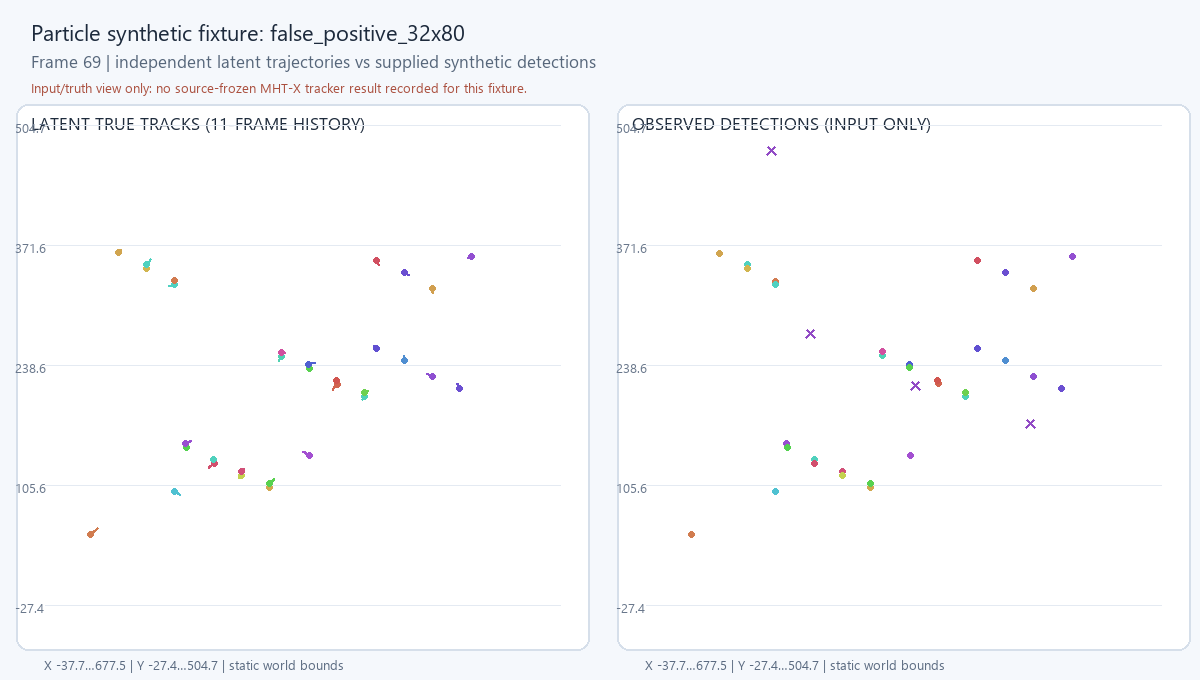 Particle synthetic fixture: false_positive_32x80
Frame 69 | independent latent trajectories vs supplied synthetic detections
Input/truth view only: no source-frozen MHT-X tracker result recorded for this fixture.
LATENT TRUE TRACKS (11-FRAME HISTORY)
504.7
371.6
238.6
105.6
-27.4
X -37.7...677.5 | Y -27.4...504.7 | static world bounds
OBSERVED DETECTIONS (INPUT ONLY)
504.7
371.6
238.6
105.6
-27.4
X -37.7...677.5 | Y -27.4...504.7 | static world bounds